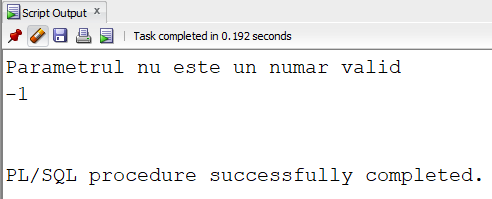 Script Output x
Task completed in 0.192 seconds
Parametrul nu este un numar valid
-1
PL/SQL procedure successfully completed.